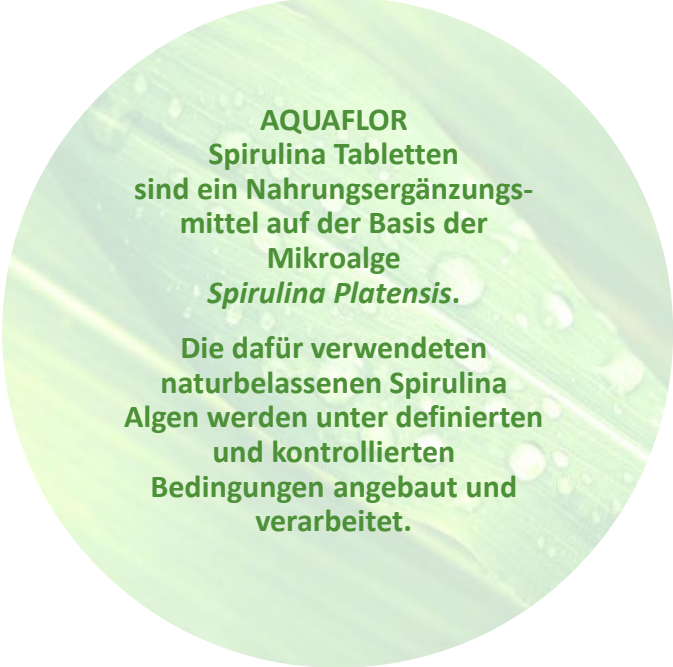 AQUAFLOR
Spirulina Tabletten
sind ein Nahrungsergänzungs-
mittel auf der Basis der
Mikroalge
Spirulina Platensis.
Die dafür verwendeten
naturbelassenen Spirulina
Algen werden unter definierten
und kontrollierten
Bedingungen angebaut und
verarbeitet.